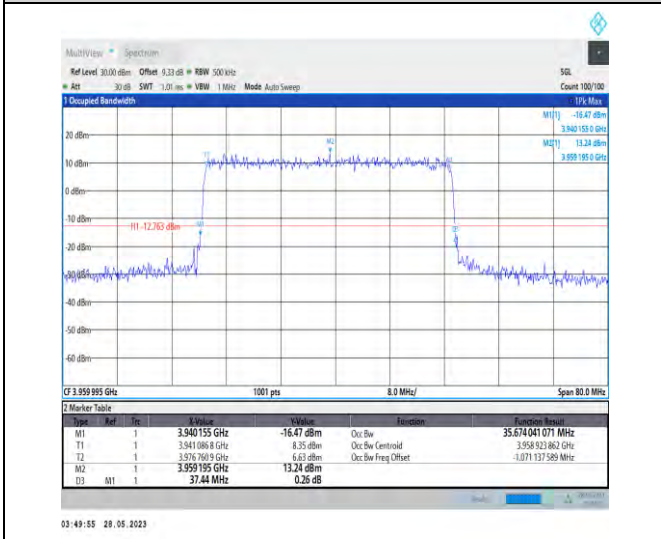 MultiView Spectrum
Ref Level 30.00 dBm Offset 9.33 dB RBW 500 kHz SGL
Att 30 dB SWT 1.01 ms VBW 1 MHz Mode Auto Sweep Count 100/100
1 Occupied Bandwidth 1Pk Max
M1[1] -16.47 dBm
3.940 155 0 GHz
20 dBm
M2[1] 13.24 dBm
3.959 195 0 GHz
M2
10 dBm
T1
0 dBm
-10 dBm
H1 -12.763 dBm
M1
D3
-20 dBm
-30 dBm
-40 dBm
-50 dBm
-60 dBm
CF 3.959 995 GHz 1001 pts 8.0 MHz/ Span 80.0 MHz
2 Marker Table
Type Ref Trc X-Value Y-Value Function Function Result
M1 1 3.940155 GHz -16.47 dBm Occ Bw 35.674 041 071 MHz
T1 1 3.941 086 8 GHz 8.35 dBm Occ Bw Centroid 3.958 923 862 GHz
T2 1 3.976 760 9 GHz 6.63 dBm Occ Bw Freq Offset -1.071 137 589 MHz
M2 1 3.959195 GHz 13.24 dBm
D3 M1 1 37.44 MHz 0.26 dB
03:49:55 28.05.2023